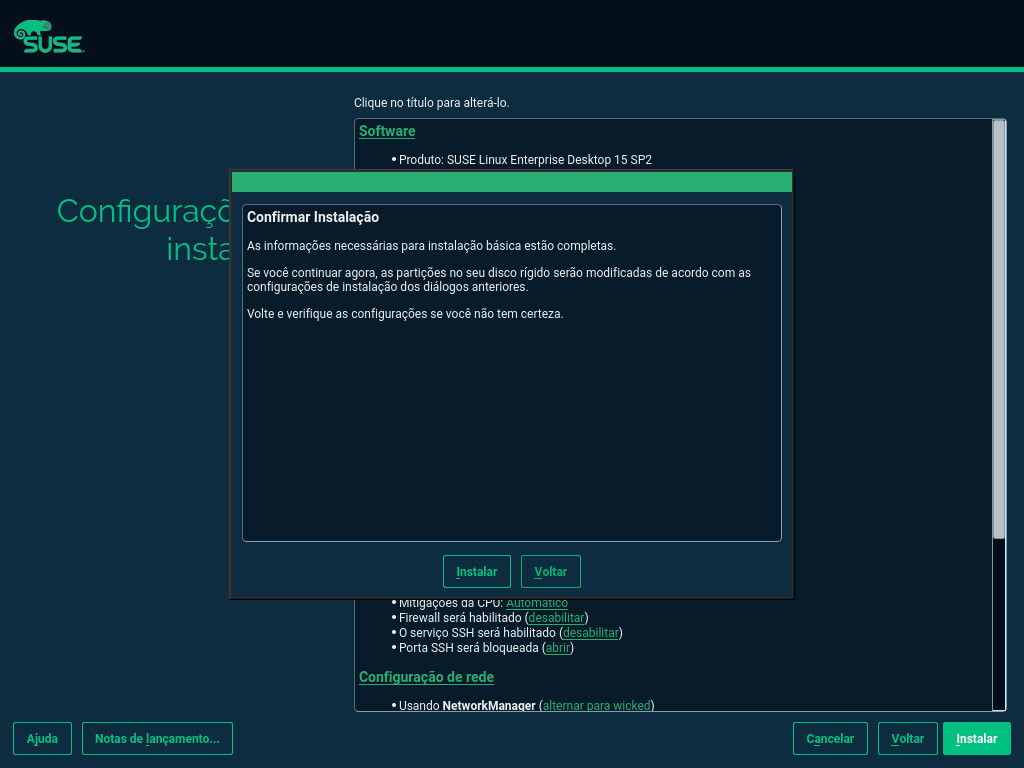 SUSE
Clique no título para alterá-lo.
Software
• Produto: SUSE Linux Enterprise Desktop 15 SP2
Confirmar Instalação
As informações necessárias para instalação básica estão completas.
Se você continuar agora, as partições no seu disco rígido serão modificadas de acordo com as
configurações de instalação dos diálogos anteriores.
Volte e verifique as configurações se você não tem certeza.
Instalar
Voltar
• Mitigações da CPU: Automático
• Firewall será habilitado (desabilitar)
• O serviço SSH será habilitado (desabilitar)
• Porta SSH será bloqueada (abrir)
Configuração de rede
• Usando NetworkManager (alternar para wicked)
Ajuda
Notas de lançamento...
Cancelar
Voltar
Instalar